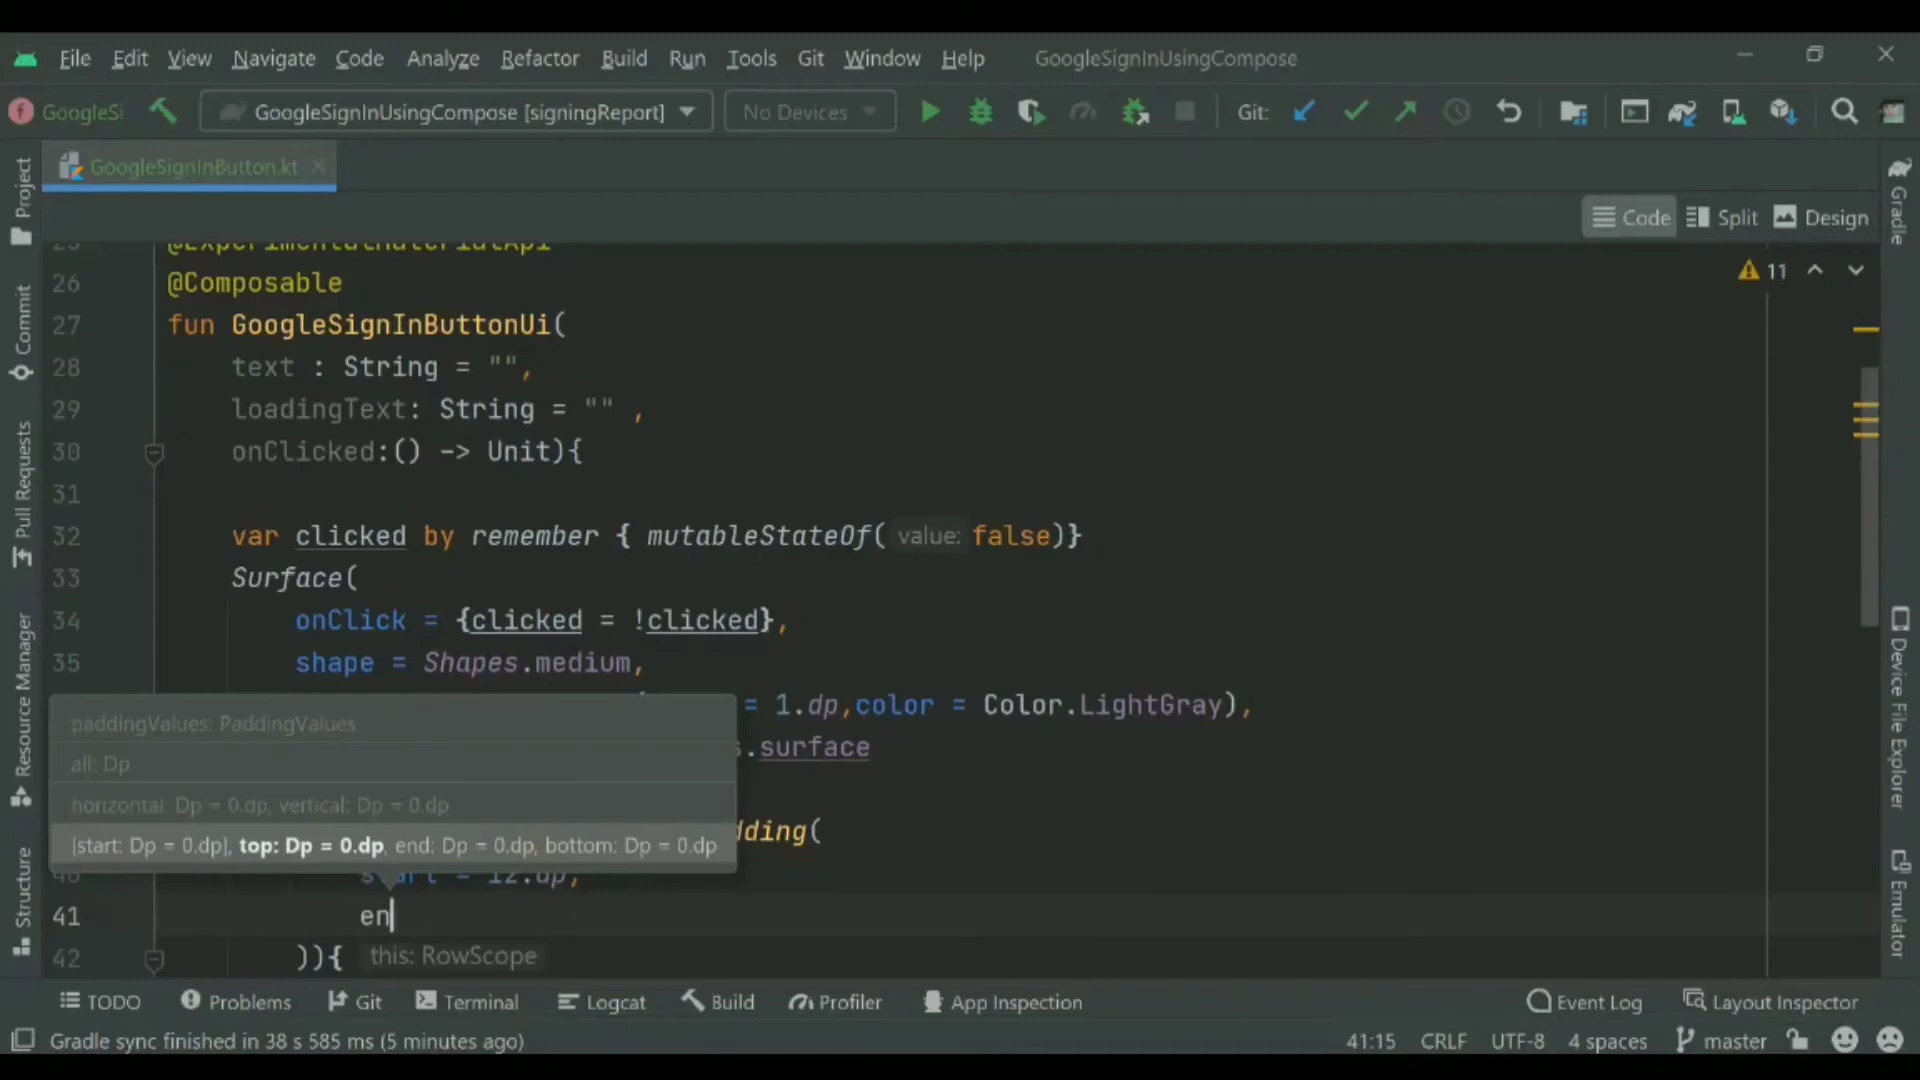 File Edit View Navigate Code Analyze Refactor Build Run Tools Git Window Help GoogleSignInUsingCompose
GoogleSi GoogleSignInUsingCompose [signingReport] No Devices Git:
GoogleSignInButton.kt
Code Split Design
@ExperimentalMaterialApi
26 @Composable
11
27 fun GoogleSignInButtonUi(
28 text : String = "",
29 loadingText: String = "" ,
30 onClicked:() -> Unit){
31
32 var clicked by remember { mutableStateOf( value: false)}
33 Surface(
34 onClick = {clicked = !clicked},
35 shape = Shapes.medium,
= 1.dp,color = Color.LightGray),
.surface
dding(
paddingValues: PaddingValues
all: Dp
horizontal: Dp = 0.dp, vertical: Dp = 0.dp
[start: Dp = 0.dp], top: Dp = 0.dp, end: Dp = 0.dp, bottom: Dp = 0.dp
40 start = 12.dp,
41 en
42 )){ this: RowScope
Project
Commit
Pull Requests
Resource Manager
Structure
Gradle
Device File Explorer
Emulator
TODO Problems Git Terminal Logcat Build Profiler App Inspection Event Log Layout Inspector
Gradle sync finished in 38 s 585 ms (5 minutes ago) 41:15 CRLF UTF-8 4 spaces master